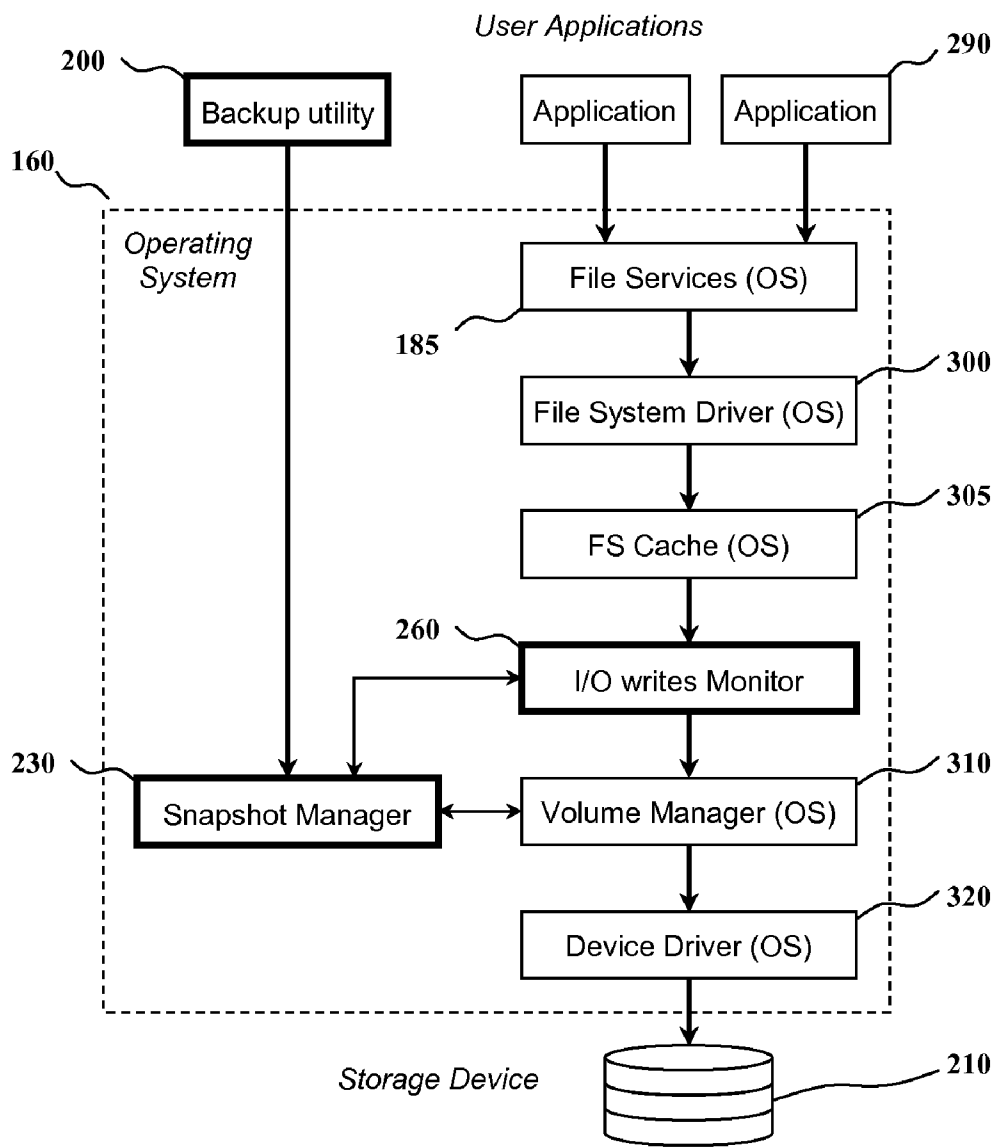 User Applications
200
290
Backup utility
Application
Application
160
Operating
System
File Services (OS)
185
300
File System Driver (OS)
305
FS Cache (OS)
260
I/O writes Monitor
230
310
Snapshot Manager
Volume Manager (OS)
320
Device Driver (OS)
Storage Device
210